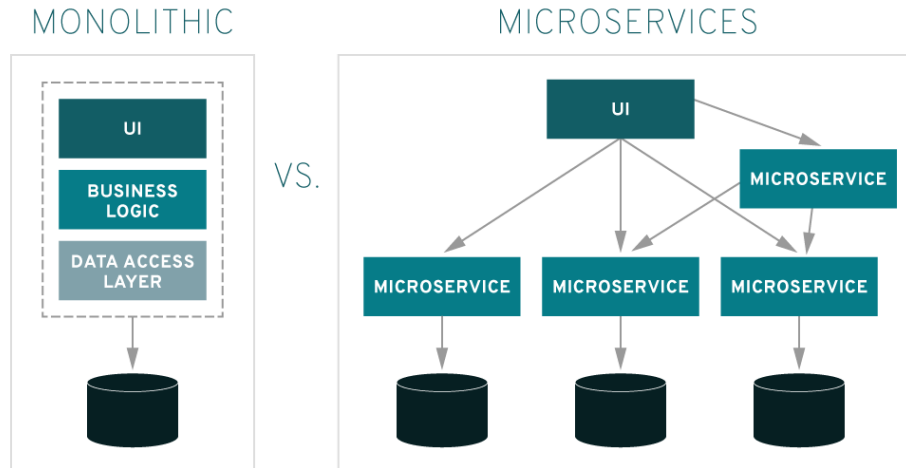 MONOLITHIC
UI
BUSINESS
LOGIC
DATA ACCESS
LAYER
VS.
MICROSERVICES
UI
MICROSERVICE
MICROSERVICE
MICROSERVICE
MICROSERVICE